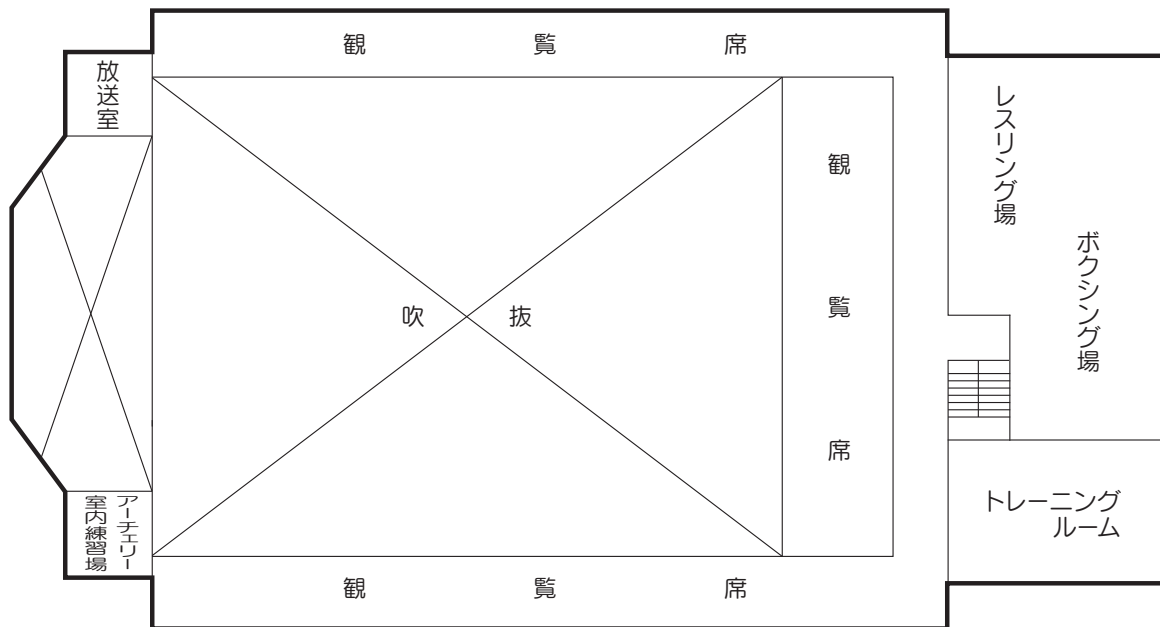 観覧席
放送室
レスリング場
観覧席
ボクシング場
吹抜
アーチェリー
室内練習場
トレーニング
ルーム
観覧席